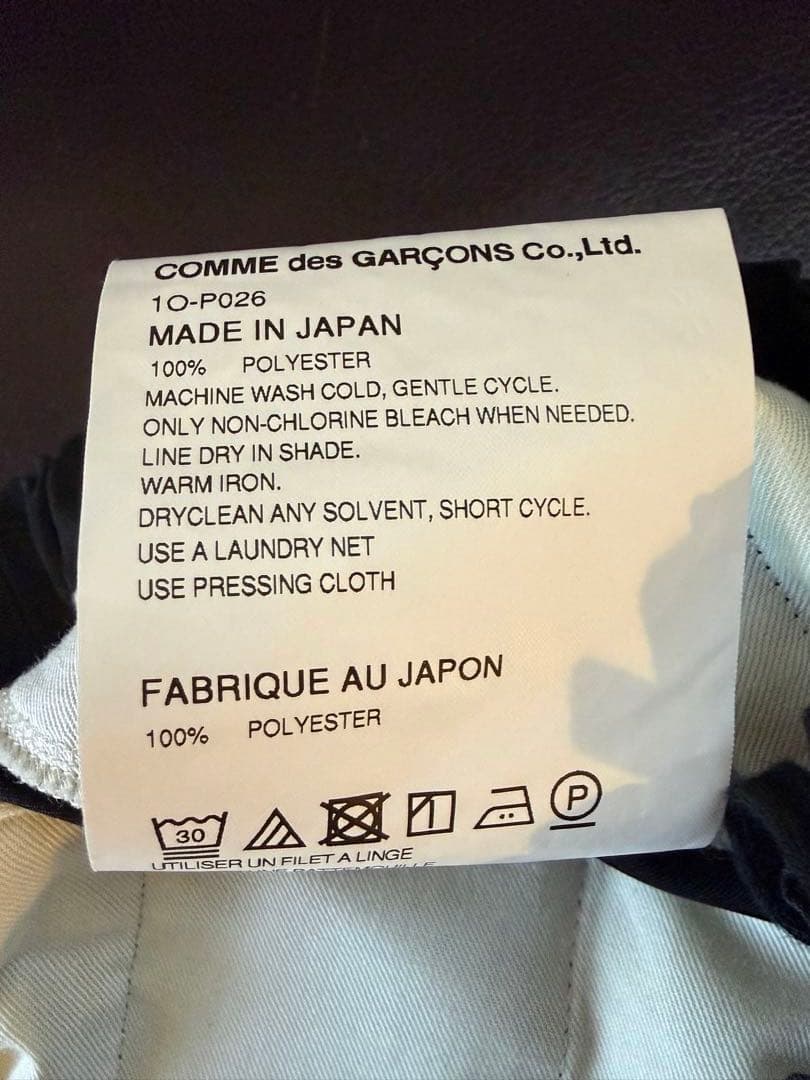 COMME des GARÇONS Co.,Ltd.
1O-P026
MADE IN JAPAN
100% POLYESTER
MACHINE WASH COLD, GENTLE CYCLE.
ONLY NON-CHLORINE BLEACH WHEN NEEDED.
LINE DRY IN SHADE.
WARM IRON.
DRYCLEAN ANY SOLVENT, SHORT CYCLE.
USE A LAUNDRY NET
USE PRESSING CLOTH
FABRIQUE AU JAPON
100% POLYESTER
30 P
UTILISER UN FILET A LINGE